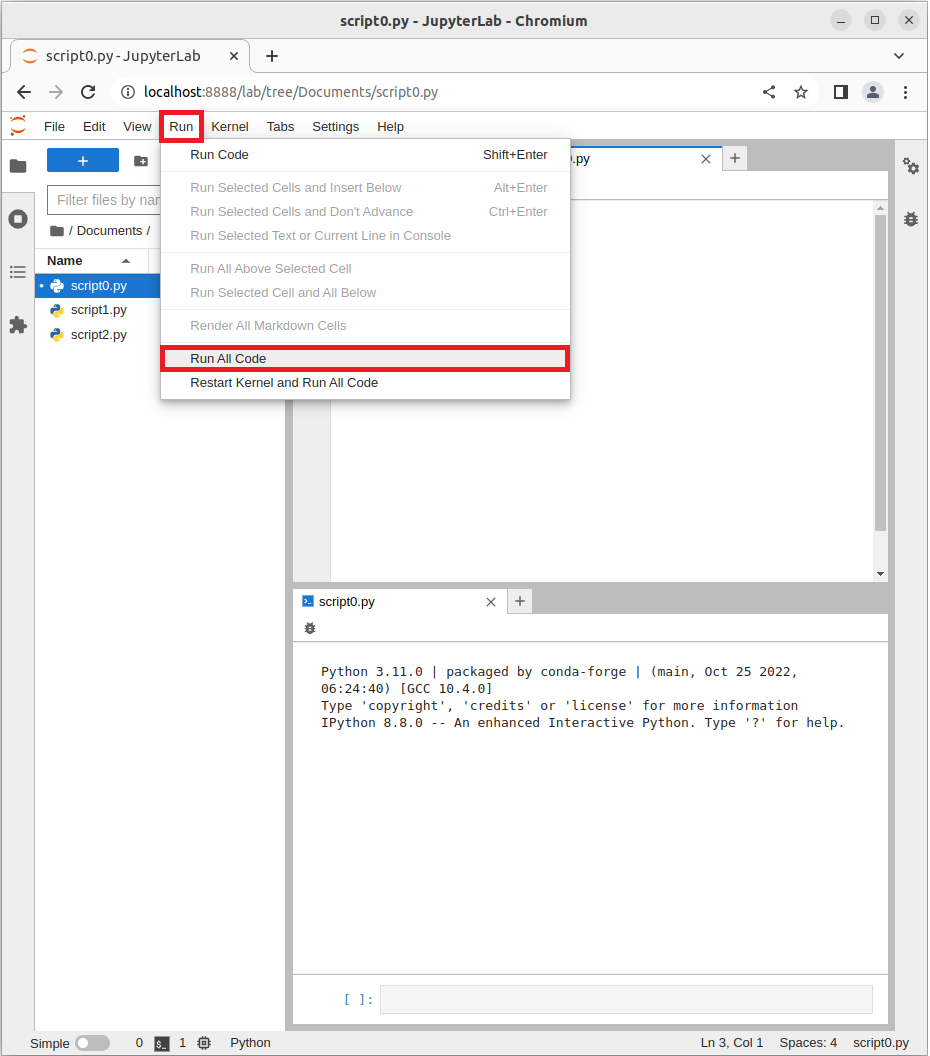 script0.py - JupyterLab - Chromium
script0.py - JupyterLab
localhost:8888/lab/tree/Documents/script0.py
File Edit View Run Kernel Tabs Settings Help
Run Code Shift+Enter
Run Selected Cells and Insert Below Alt+Enter
Run Selected Cells and Don't Advance Ctrl+Enter
Run Selected Text or Current Line in Console
Run All Above Selected Cell
Run Selected Cell and All Below
Render All Markdown Cells
Run All Code
Restart Kernel and Run All Code
.py
Filter files by nar
/ Documents /
Name
script0.py
script1.py
script2.py
script0.py
Python 3.11.0 | packaged by conda-forge | (main, Oct 25 2022,
06:24:40) [GCC 10.4.0]
Type 'copyright', 'credits' or 'license' for more information
IPython 8.8.0 -- An enhanced Interactive Python. Type '?' for help.
[ ]:
Simple 0 $_ 1 Python Ln 3, Col 1 Spaces: 4 script0.py